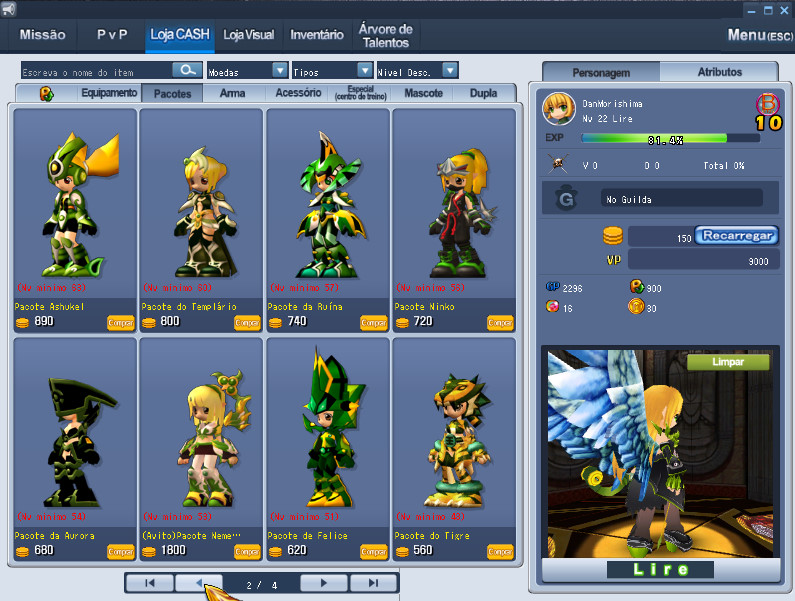 Missão
P v P
Loja CASH
Loja Visual
Inventário
Árvore de
Talentos
Menu(ESC)
Escreva o nome do item
Moedas
Tipos
Nível Desc.
Personagem
Atributos
Equipamento
Pacotes
Arma
Acessório
Especial
(centro de treino)
Mascote
Dupla
DanMorishima
Nv 22 Lire
10
EXP
81.4%
V 0
D 0
Total 0%
G
No Guilda
150
Recarregar
VP
9000
GP 2296
900
16
30
(Nv mínimo 63)
Pacote Ashukel
890
Comprar
(Nv mínimo 60)
Pacote do Templário
800
Comprar
(Nv mínimo 57)
Pacote da Ruína
740
Comprar
(Nv mínimo 56)
Pacote Ninko
720
Comprar
(Nv mínimo 54)
Pacote da Aurora
680
Comprar
(Nv mínimo 53)
(Avito)Pacote Neme…
1800
Comprar
(Nv mínimo 51)
Pacote de Felice
620
Comprar
(Nv mínimo 48)
Pacote do Tigre
560
Comprar
Limpar
Lire
2 / 4